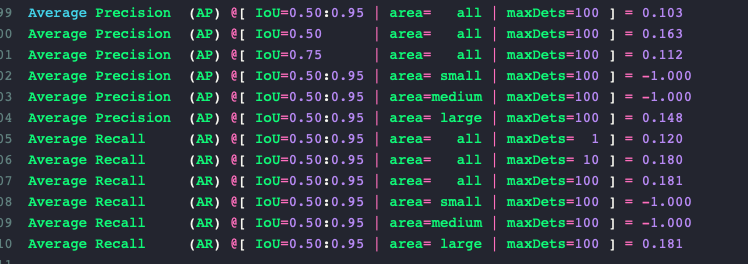 99 Average Precision (AP) @[ IoU=0.50:0.95 | area= all | maxDets=100 ] = 0.103
00 Average Precision (AP) @[ IoU=0.50 | area= all | maxDets=100 ] = 0.163
01 Average Precision (AP) @[ IoU=0.75 | area= all | maxDets=100 ] = 0.112
02 Average Precision (AP) @[ IoU=0.50:0.95 | area= small | maxDets=100 ] = -1.000
03 Average Precision (AP) @[ IoU=0.50:0.95 | area=medium | maxDets=100 ] = -1.000
04 Average Precision (AP) @[ IoU=0.50:0.95 | area= large | maxDets=100 ] = 0.148
05 Average Recall (AR) @[ IoU=0.50:0.95 | area= all | maxDets= 1 ] = 0.120
06 Average Recall (AR) @[ IoU=0.50:0.95 | area= all | maxDets= 10 ] = 0.180
07 Average Recall (AR) @[ IoU=0.50:0.95 | area= all | maxDets=100 ] = 0.181
08 Average Recall (AR) @[ IoU=0.50:0.95 | area= small | maxDets=100 ] = -1.000
09 Average Recall (AR) @[ IoU=0.50:0.95 | area=medium | maxDets=100 ] = -1.000
10 Average Recall (AR) @[ IoU=0.50:0.95 | area= large | maxDets=100 ] = 0.181